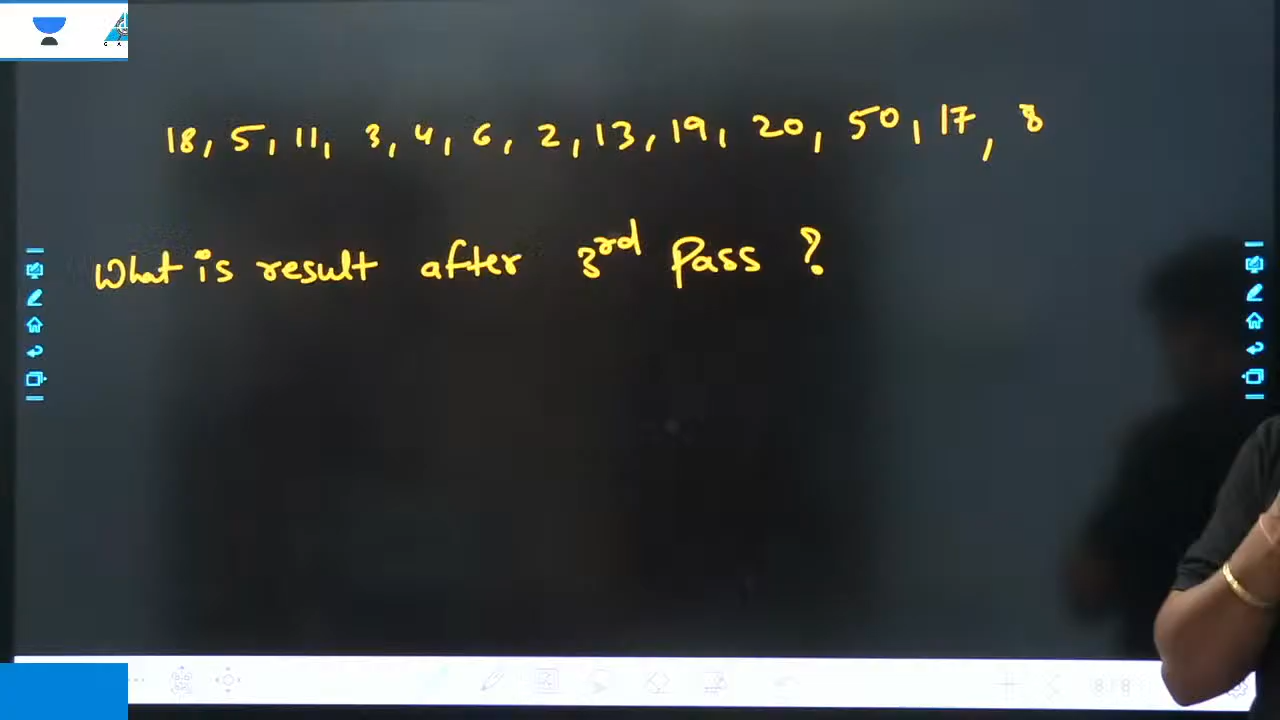 18, 5, 11, 3, 4, 6, 2, 13, 19, 20, 50, 17, 8
What is result after 3rd Pass ?